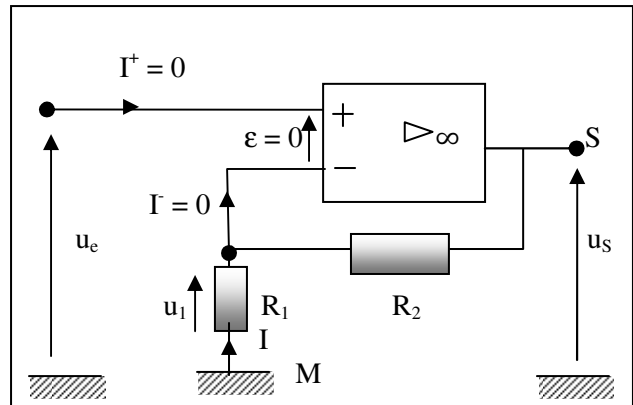 I⁺ = 0
+
ε = 0
▷∞
S
−
I⁻ = 0
uₑ
u_S
u₁
R₁
R₂
I
M